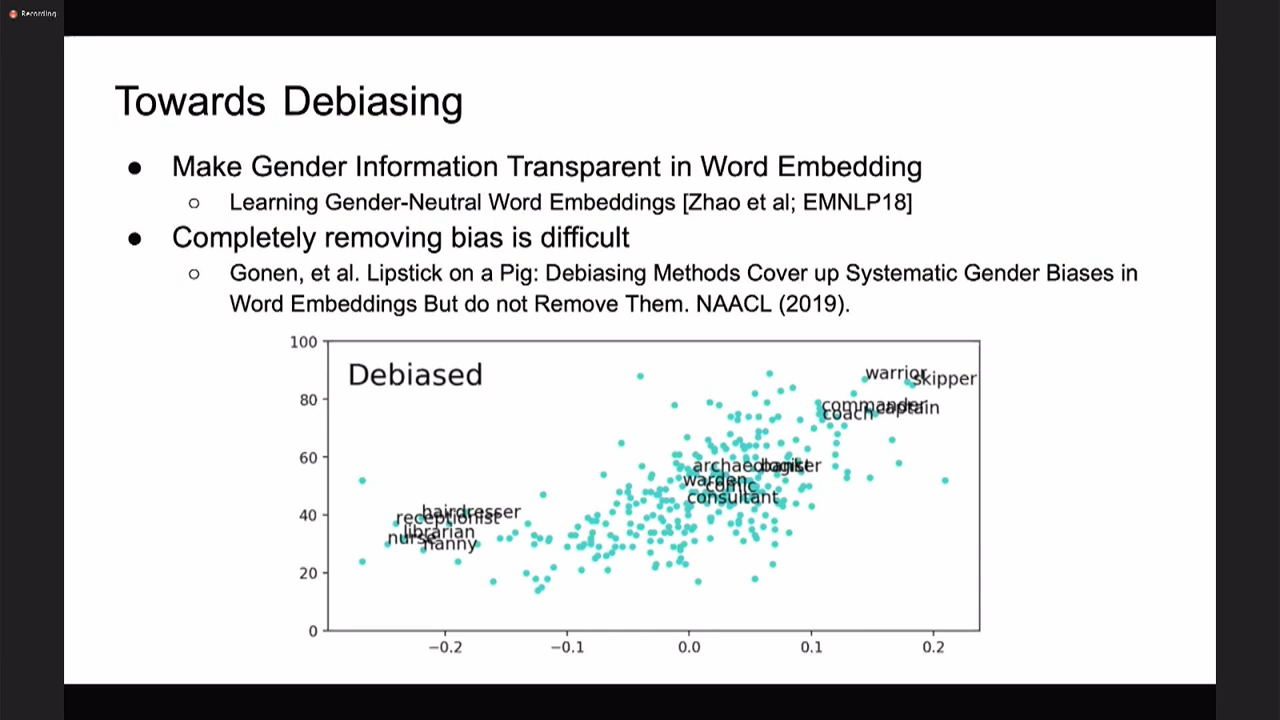 Recording
Towards Debiasing
● Make Gender Information Transparent in Word Embedding
○ Learning Gender-Neutral Word Embeddings [Zhao et al; EMNLP18]
● Completely removing bias is difficult
○ Gonen, et al. Lipstick on a Pig: Debiasing Methods Cover up Systematic Gender Biases in
Word Embeddings But do not Remove Them. NAACL (2019).
100
Debiased
warrior
skipper
80
commander
captain
coach
60
archaeologist
warden
comic
consultant
hairdresser
40
receptionist
librarian
nurse
nanny
20
0
−0.2
−0.1
0.0
0.1
0.2